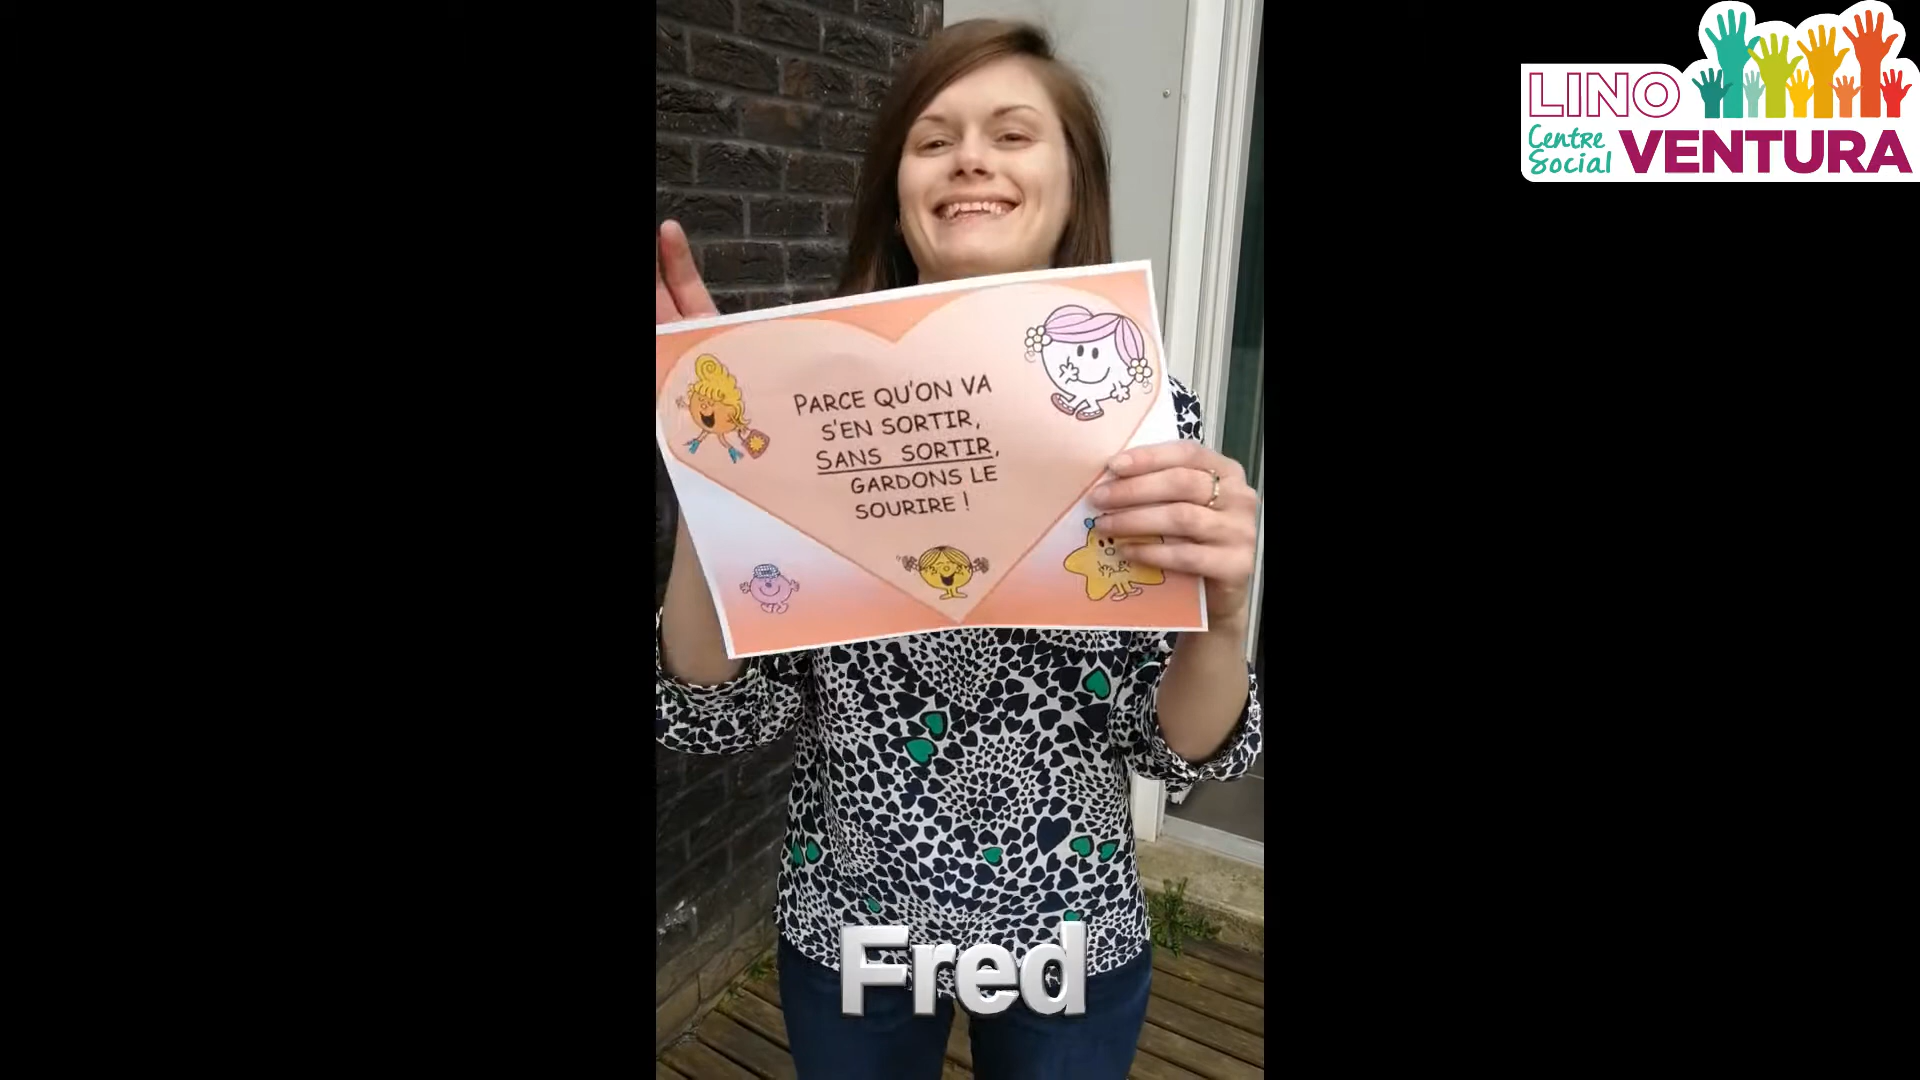 LINO
Centre
Social
VENTURA
PARCE QU'ON VA
S'EN SORTIR,
SANS SORTIR,
GARDONS LE
SOURIRE !
Fred